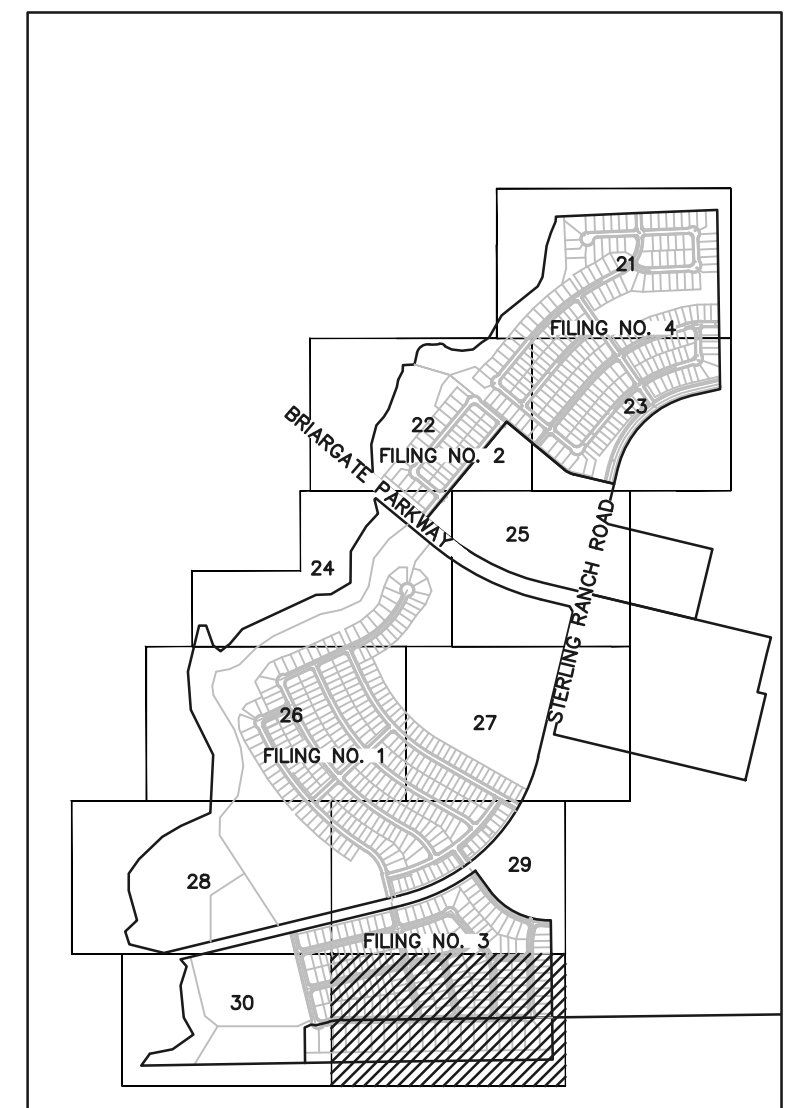 21
FILING NO. 4
23
BRIARGATE PARKWAY
22
FILING NO. 2
STERLING RANCH ROAD
25
24
26
27
FILING NO. 1
28
29
FILING NO. 3
30